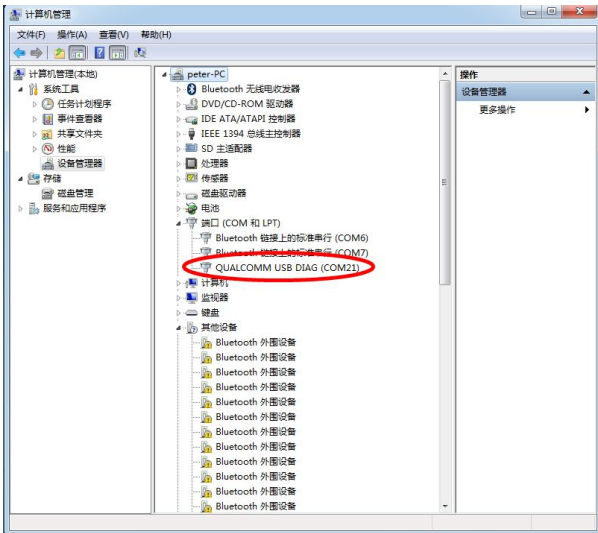 计算机管理
文件(F) 操作(A) 查看(V) 帮助(H)
计算机管理(本地)
系统工具
任务计划程序
事件查看器
共享文件夹
性能
设备管理器
存储
磁盘管理
服务和应用程序
peter-PC
Bluetooth 无线电收发器
DVD/CD-ROM 驱动器
IDE ATA/ATAPI 控制器
IEEE 1394 总线主控制器
SD 主适配器
处理器
传感器
磁盘驱动器
电池
端口 (COM 和 LPT)
Bluetooth 链接上的标准串行 (COM6)
Bluetooth 链接上的标准串行 (COM7)
QUALCOMM USB DIAG (COM21)
计算机
监视器
键盘
其他设备
Bluetooth 外围设备
Bluetooth 外围设备
Bluetooth 外围设备
Bluetooth 外围设备
Bluetooth 外围设备
Bluetooth 外围设备
Bluetooth 外围设备
Bluetooth 外围设备
Bluetooth 外围设备
Bluetooth 外围设备
Bluetooth 外围设备
Bluetooth 外围设备
操作
设备管理器
更多操作